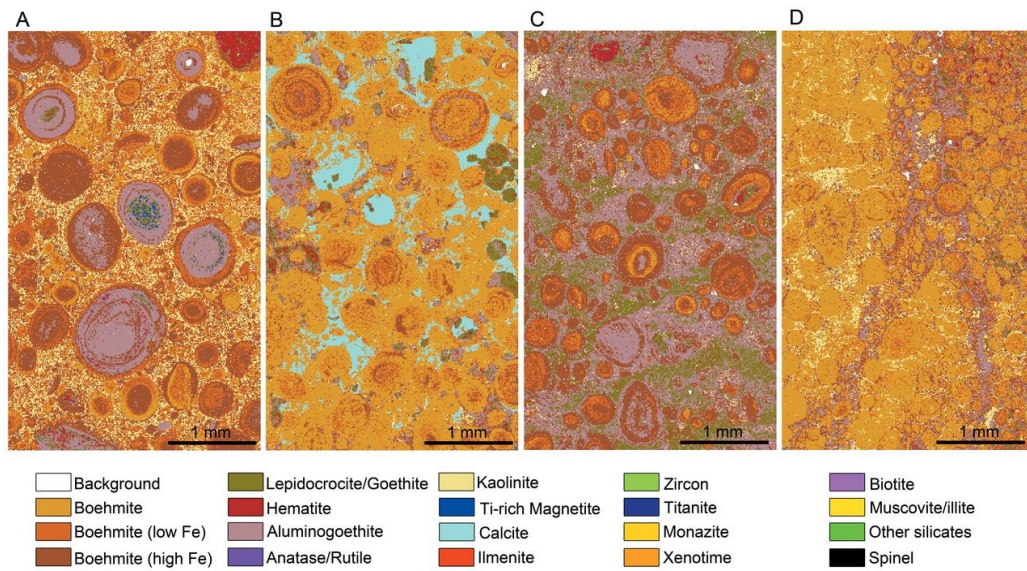 A B C D
1 mm 1 mm 1 mm 1 mm
Background Lepidocrocite/Goethite Kaolinite Zircon Biotite
Boehmite Hematite Ti-rich Magnetite Titanite Muscovite/illite
Boehmite (low Fe) Aluminogoethite Calcite Monazite Other silicates
Boehmite (high Fe) Anatase/Rutile Ilmenite Xenotime Spinel